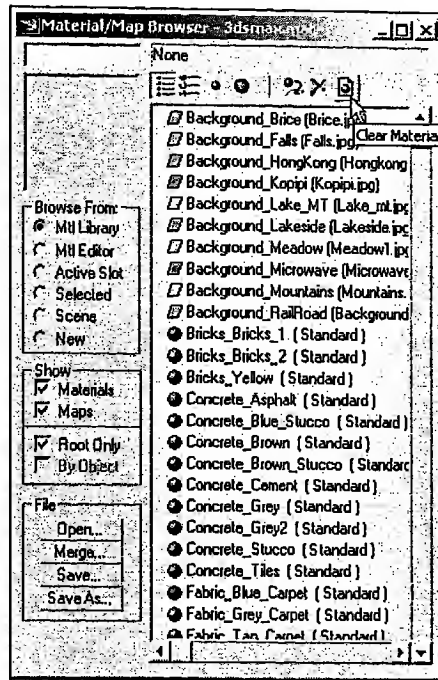 Material/Map Browser - 3dsmax.mat
None
Clear Materia
Background_Brice (Brice.jpg
Background_Falls (Falls.jpg)
Background_HongKong (Hongkong
Background_Kopipi (Kopipi.jpg)
Background_Lake_MT (Lake_mt.jpg
Background_Lakeside (Lakeside.jpg
Background_Meadow (Meadow1.jpg
Background_Microwave (Microwave
Background_Mountains (Mountains.
Background_RailRoad (Background
Bricks_Bricks_1 ( Standard )
Bricks_Bricks_2 ( Standard )
Bricks_Yellow ( Standard )
Concrete_Asphalt ( Standard )
Concrete_Blue_Stucco ( Standard )
Concrete_Brown ( Standard )
Concrete_Brown_Stucco ( Standarc
Concrete_Cement ( Standard )
Concrete_Grey ( Standard )
Concrete_Grey2 ( Standard )
Concrete_Stucco ( Standard )
Concrete_Tiles ( Standard )
Fabric_Blue_Carpet ( Standard )
Fabric_Grey_Carpet ( Standard )
Fabric_Tan_Carpet ( Standard )
Browse From:
Mtl Library
Mtl Editor
Active Slot
Selected
Scene
New
Show
Materials
Maps
Root Only
By Object
File
Open...
Merge...
Save...
Save As...